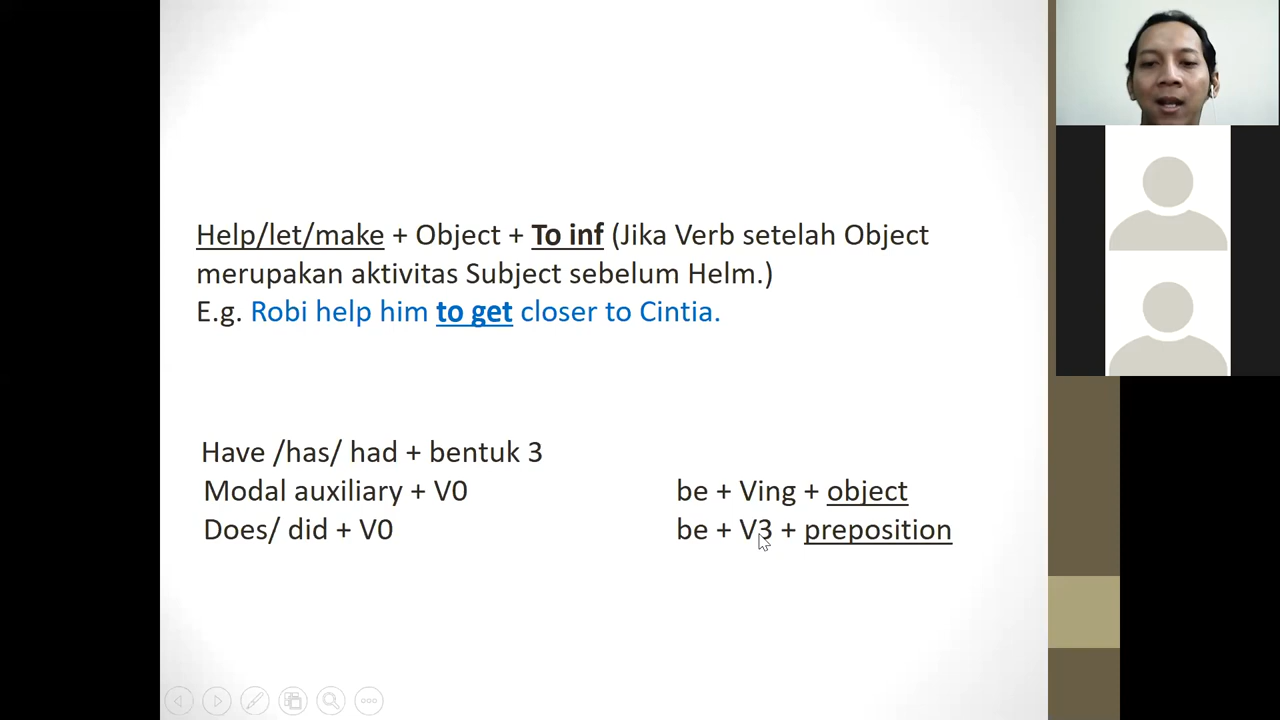 Help/let/make + Object + To inf (Jika Verb setelah Object
merupakan aktivitas Subject sebelum Helm.)
E.g. Robi help him to get closer to Cintia.
Have /has/ had + bentuk 3
Modal auxiliary + V0
Does/ did + V0
be + Ving + object
be + V3 + preposition